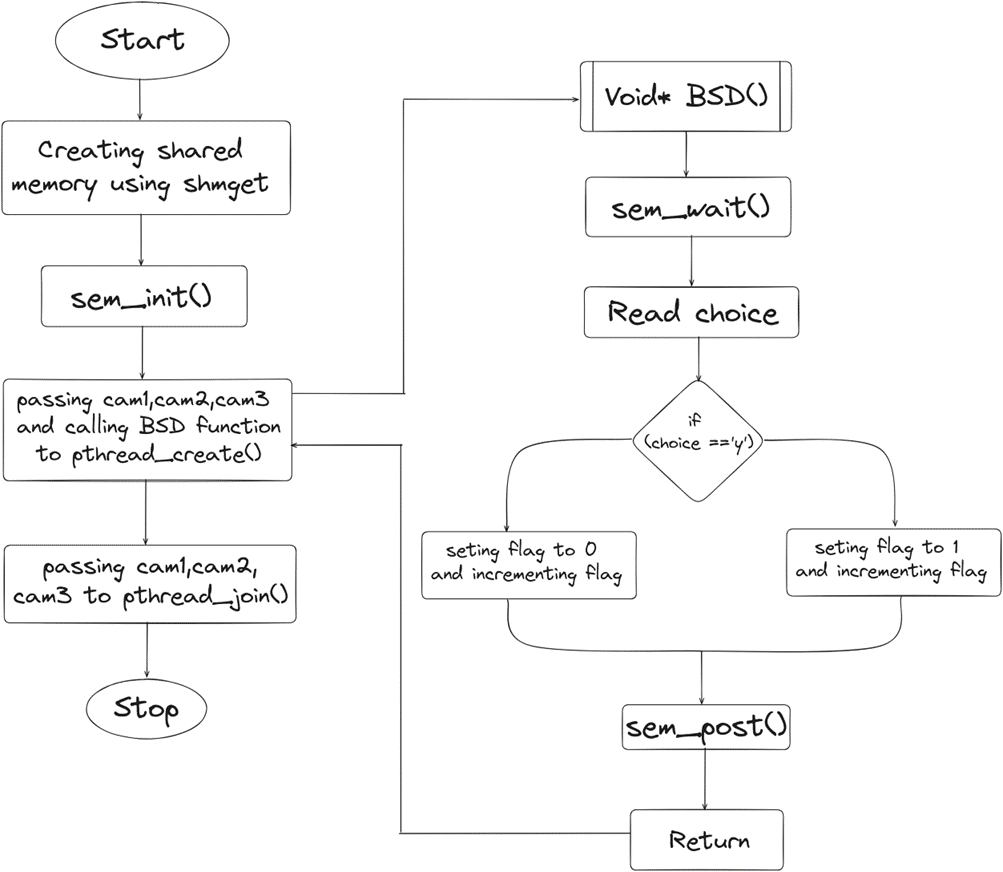 Start
Creating shared
memory using shmget
sem_init()
passing cam1,cam2,cam3
and calling BSD function
to pthread_create()
passing cam1,cam2,
cam3 to pthread_join()
Stop
Void* BSD()
sem_wait()
Read choice
if
(choice =='y')
seting flag to 0
and incrementing flag
seting flag to 1
and incrementing flag
sem_post()
Return